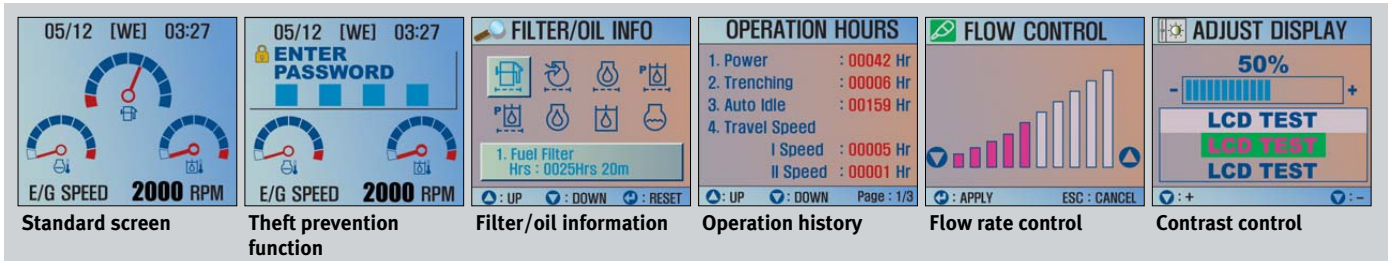 05/12 [WE] 03:27
E/G SPEED 2000 RPM
Standard screen
05/12 [WE] 03:27
ENTER
PASSWORD
E/G SPEED 2000 RPM
Theft prevention
function
FILTER/OIL INFO
P
P
1. Fuel Filter
Hrs : 0025Hrs 20m
: UP : DOWN : RESET
Filter/oil information
OPERATION HOURS
1. Power : 00042 Hr
2. Trenching : 00006 Hr
3. Auto Idle : 00159 Hr
4. Travel Speed
I Speed : 00005 Hr
II Speed : 00001 Hr
: UP : DOWN Page : 1/3
Operation history
FLOW CONTROL
: APPLY ESC : CANCEL
Flow rate control
ADJUST DISPLAY
50%
- +
LCD TEST
LCD TEST
LCD TEST
: + : -
Contrast control